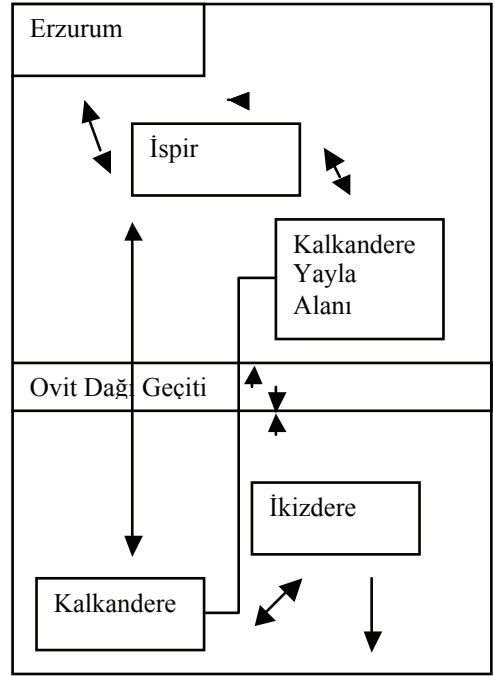 Erzurum
İspir
Kalkandere
Yayla
Alanı
Ovit Dağı Geçiti
İkizdere
Kalkandere